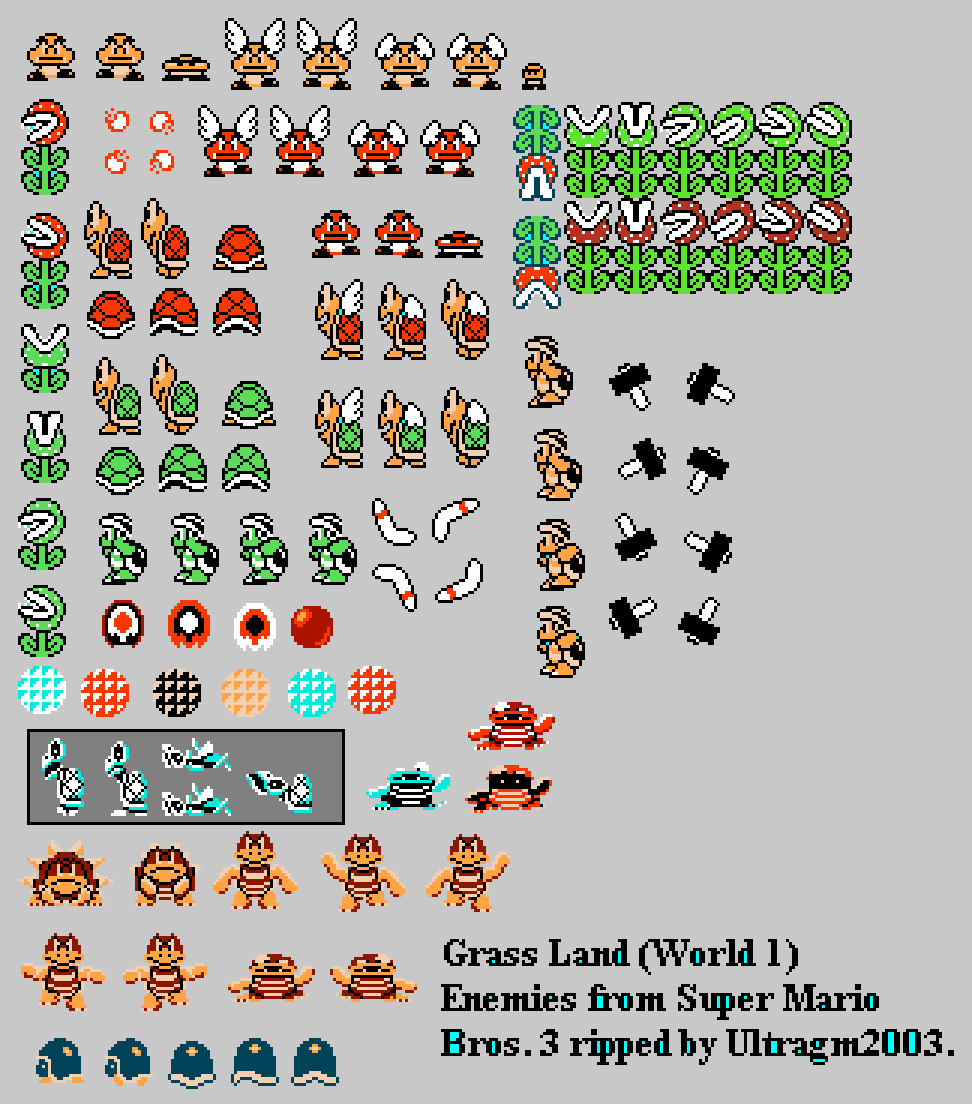 Grass Land (World 1)
Enemies from Super Mario
Bros. 3 ripped by Ultragm2003.